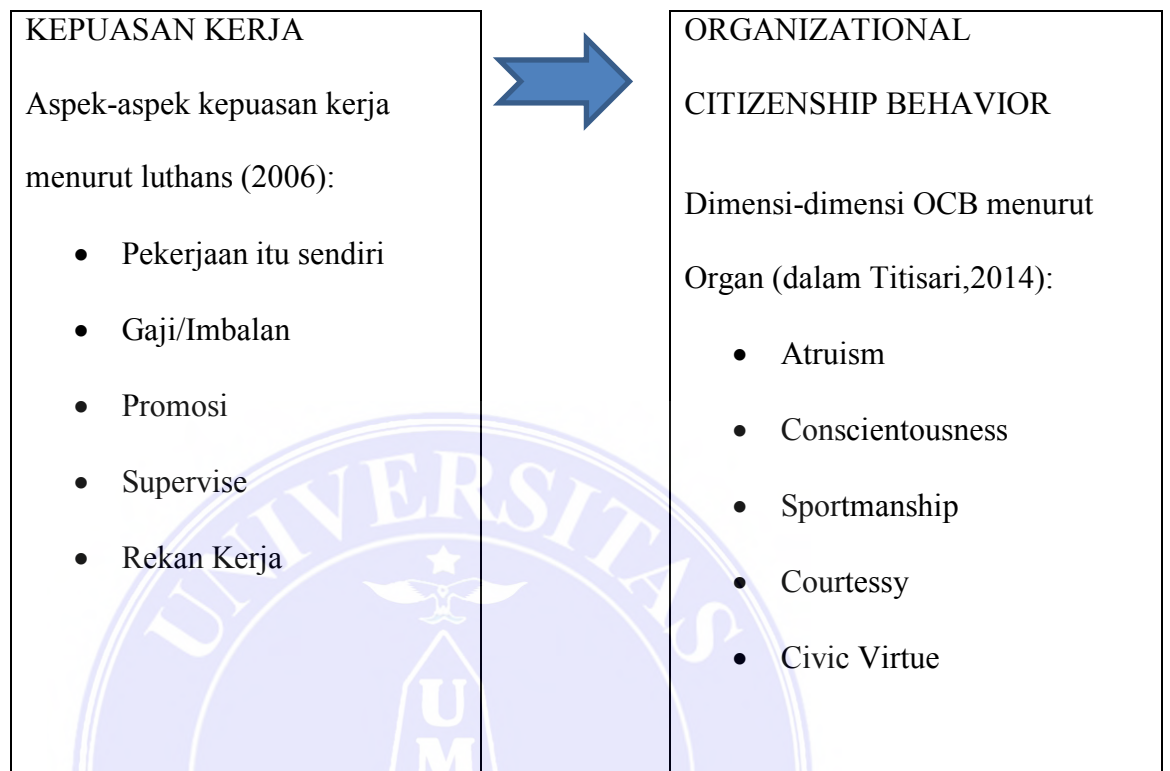 KEPUASAN KERJA
Aspek-aspek kepuasan kerja
menurut luthans (2006):
• Pekerjaan itu sendiri
• Gaji/Imbalan
• Promosi
• Supervise
• Rekan Kerja
ORGANIZATIONAL
CITIZENSHIP BEHAVIOR
Dimensi-dimensi OCB menurut
Organ (dalam Titisari,2014):
• Atruism
• Conscientousness
• Sportmanship
• Courtessy
• Civic Virtue
UNIVERSITAS
U
M